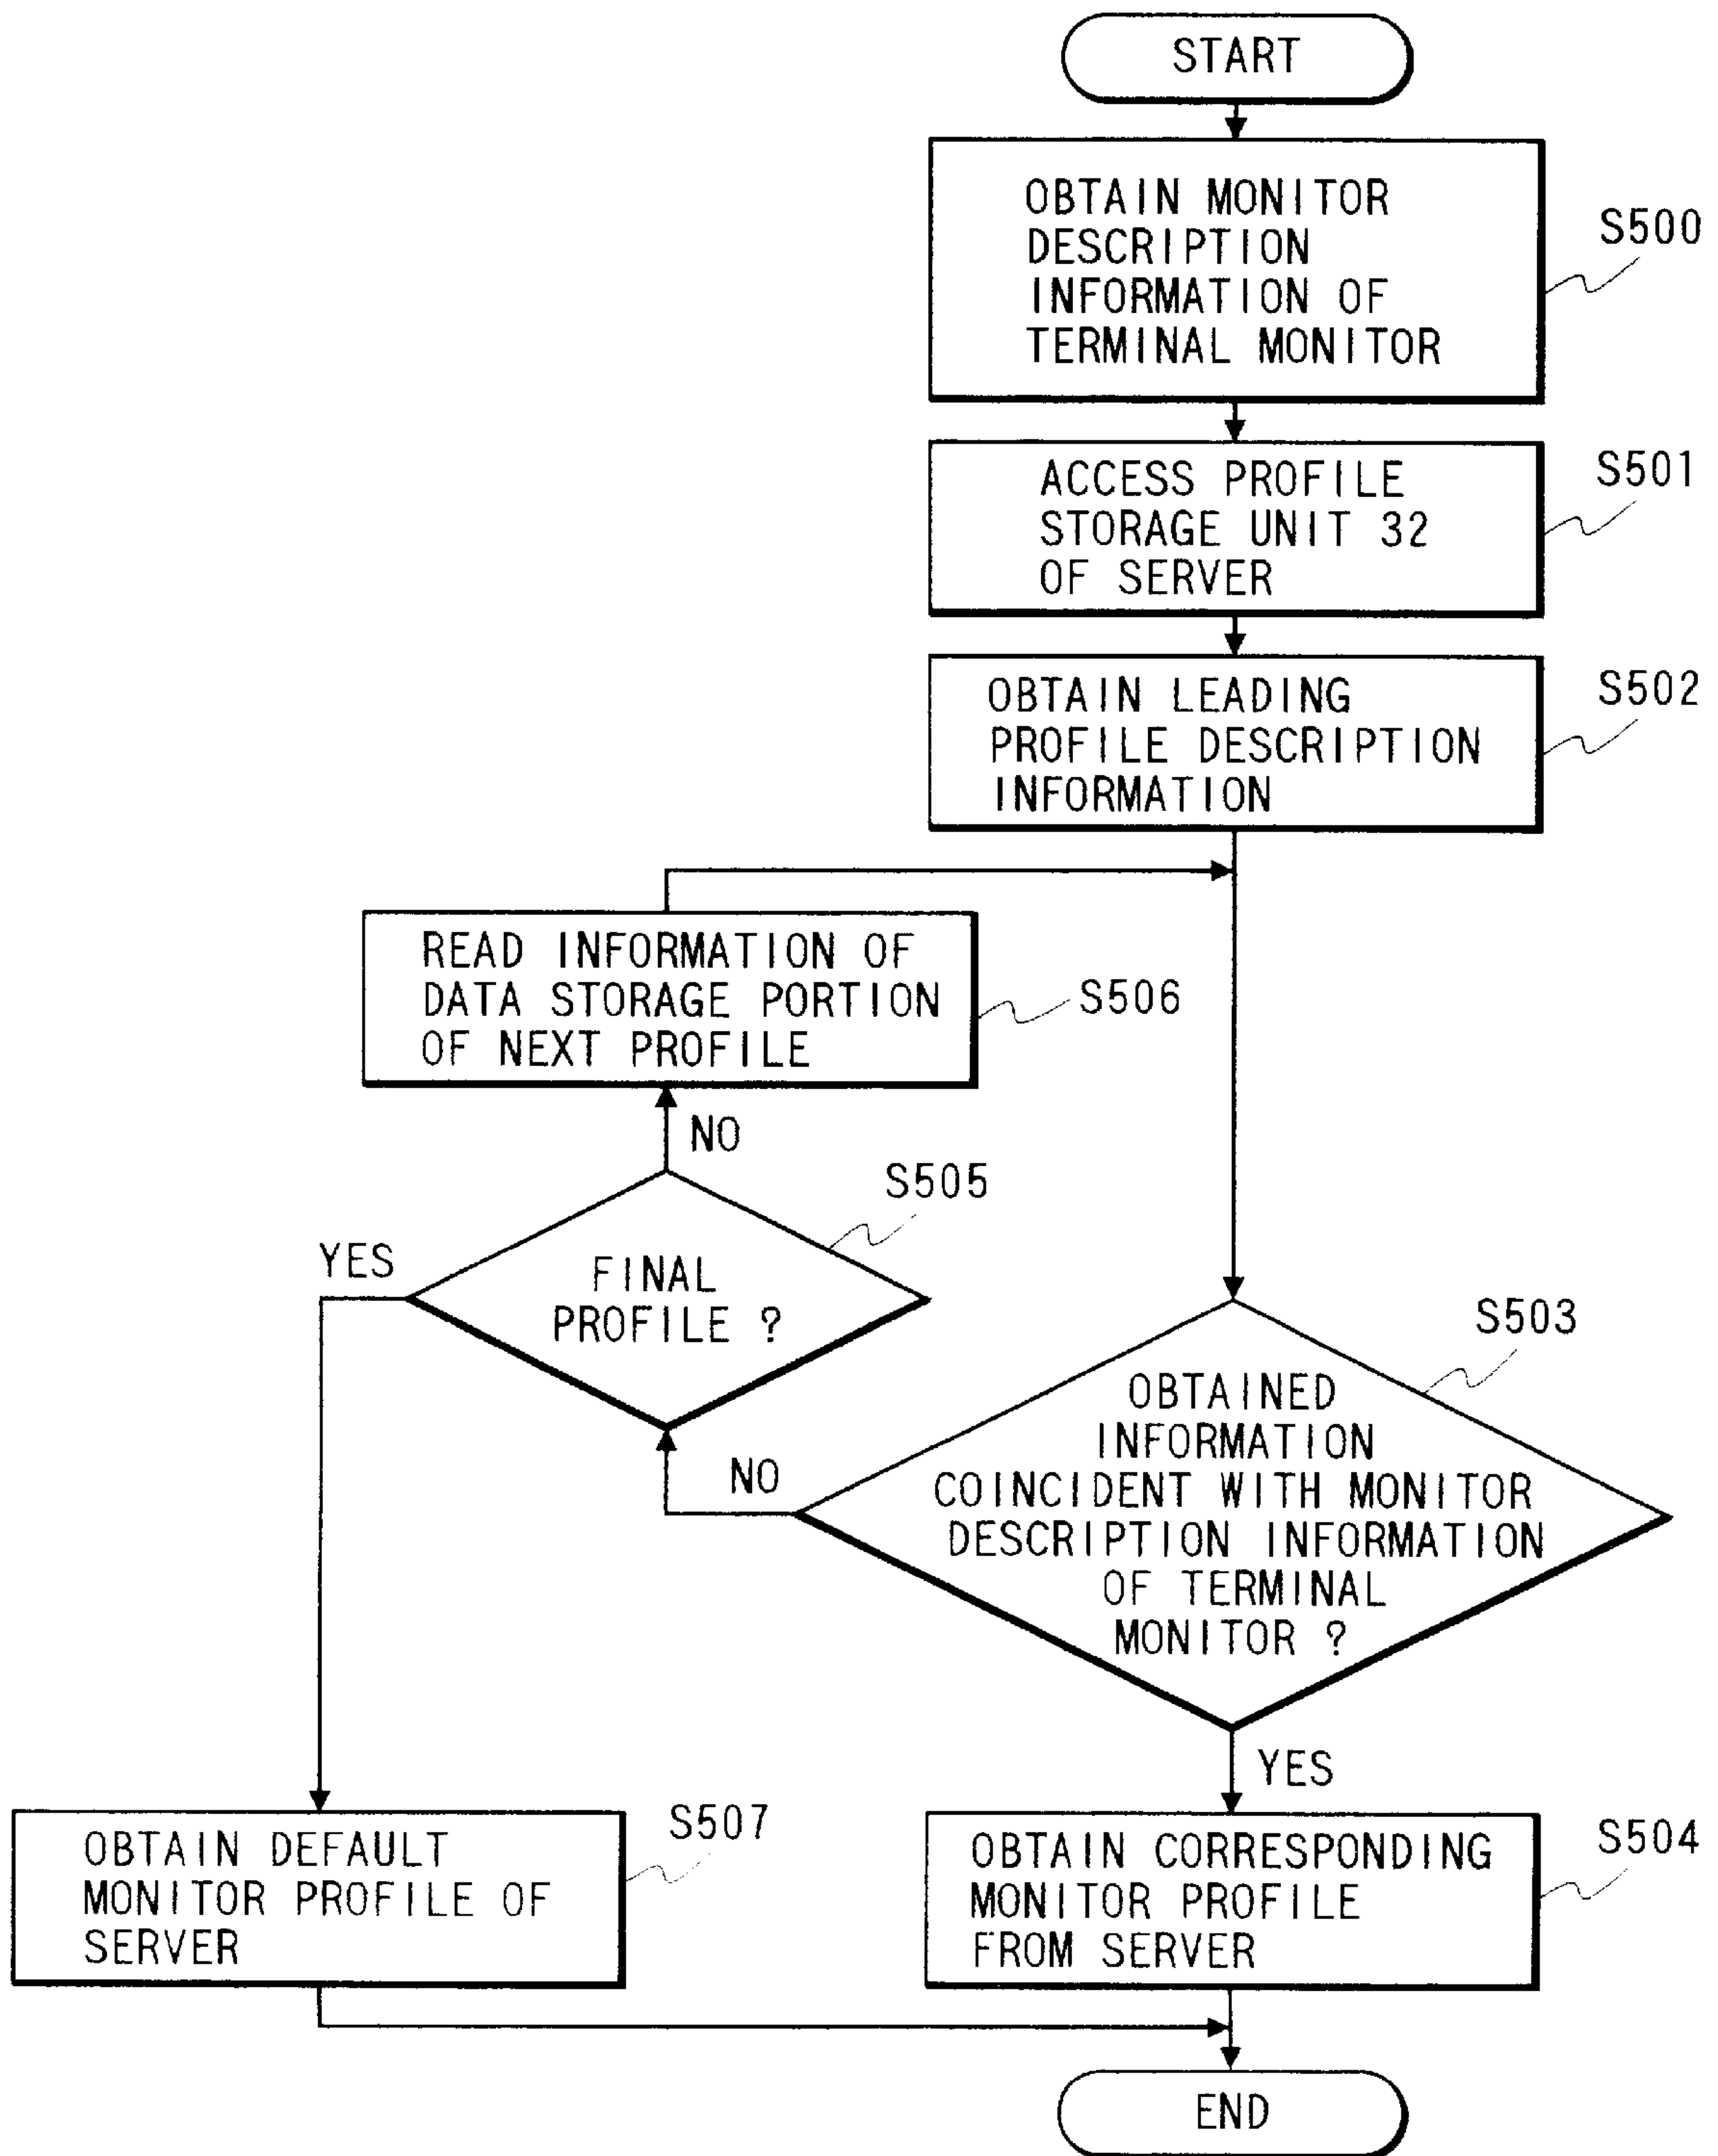 START
OBTAIN MONITOR
DESCRIPTION
INFORMATION OF
TERMINAL MONITOR
S500
ACCESS PROFILE
STORAGE UNIT 32
OF SERVER
S501
OBTAIN LEADING
PROFILE DESCRIPTION
INFORMATION
S502
READ INFORMATION OF
DATA STORAGE PORTION
OF NEXT PROFILE
S506
NO
S505
YES
FINAL
PROFILE ?
S503
OBTAINED
INFORMATION
COINCIDENT WITH MONITOR
DESCRIPTION INFORMATION
OF TERMINAL
MONITOR ?
NO
YES
OBTAIN DEFAULT
MONITOR PROFILE OF
SERVER
S507
OBTAIN CORRESPONDING
MONITOR PROFILE
FROM SERVER
S504
END